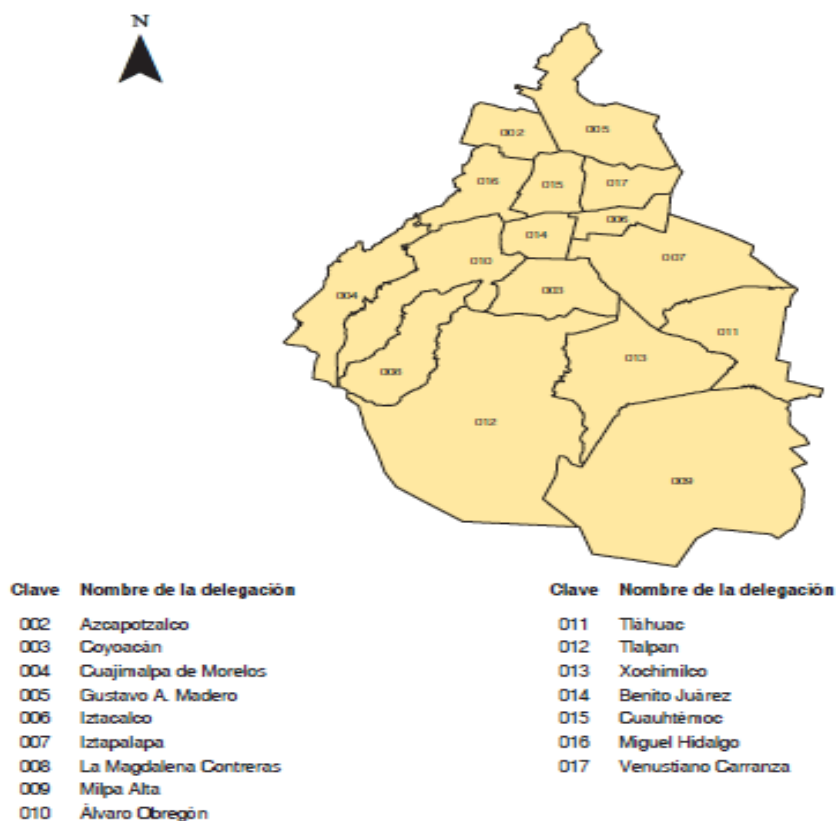 N
005
002
016
015
017
006
014
007
010
003
004
011
013
008
012
009
Clave Nombre de la delegación
002 Azcapotzalco
003 Coyoacán
004 Cuajimalpa de Morelos
005 Gustavo A. Madero
006 Iztacalco
007 Iztapalapa
008 La Magdalena Contreras
009 Milpa Alta
010 Álvaro Obregón
Clave Nombre de la delegación
011 Tláhuac
012 Tlalpan
013 Xochimilco
014 Benito Juárez
015 Cuauhtémoc
016 Miguel Hidalgo
017 Venustiano Carranza